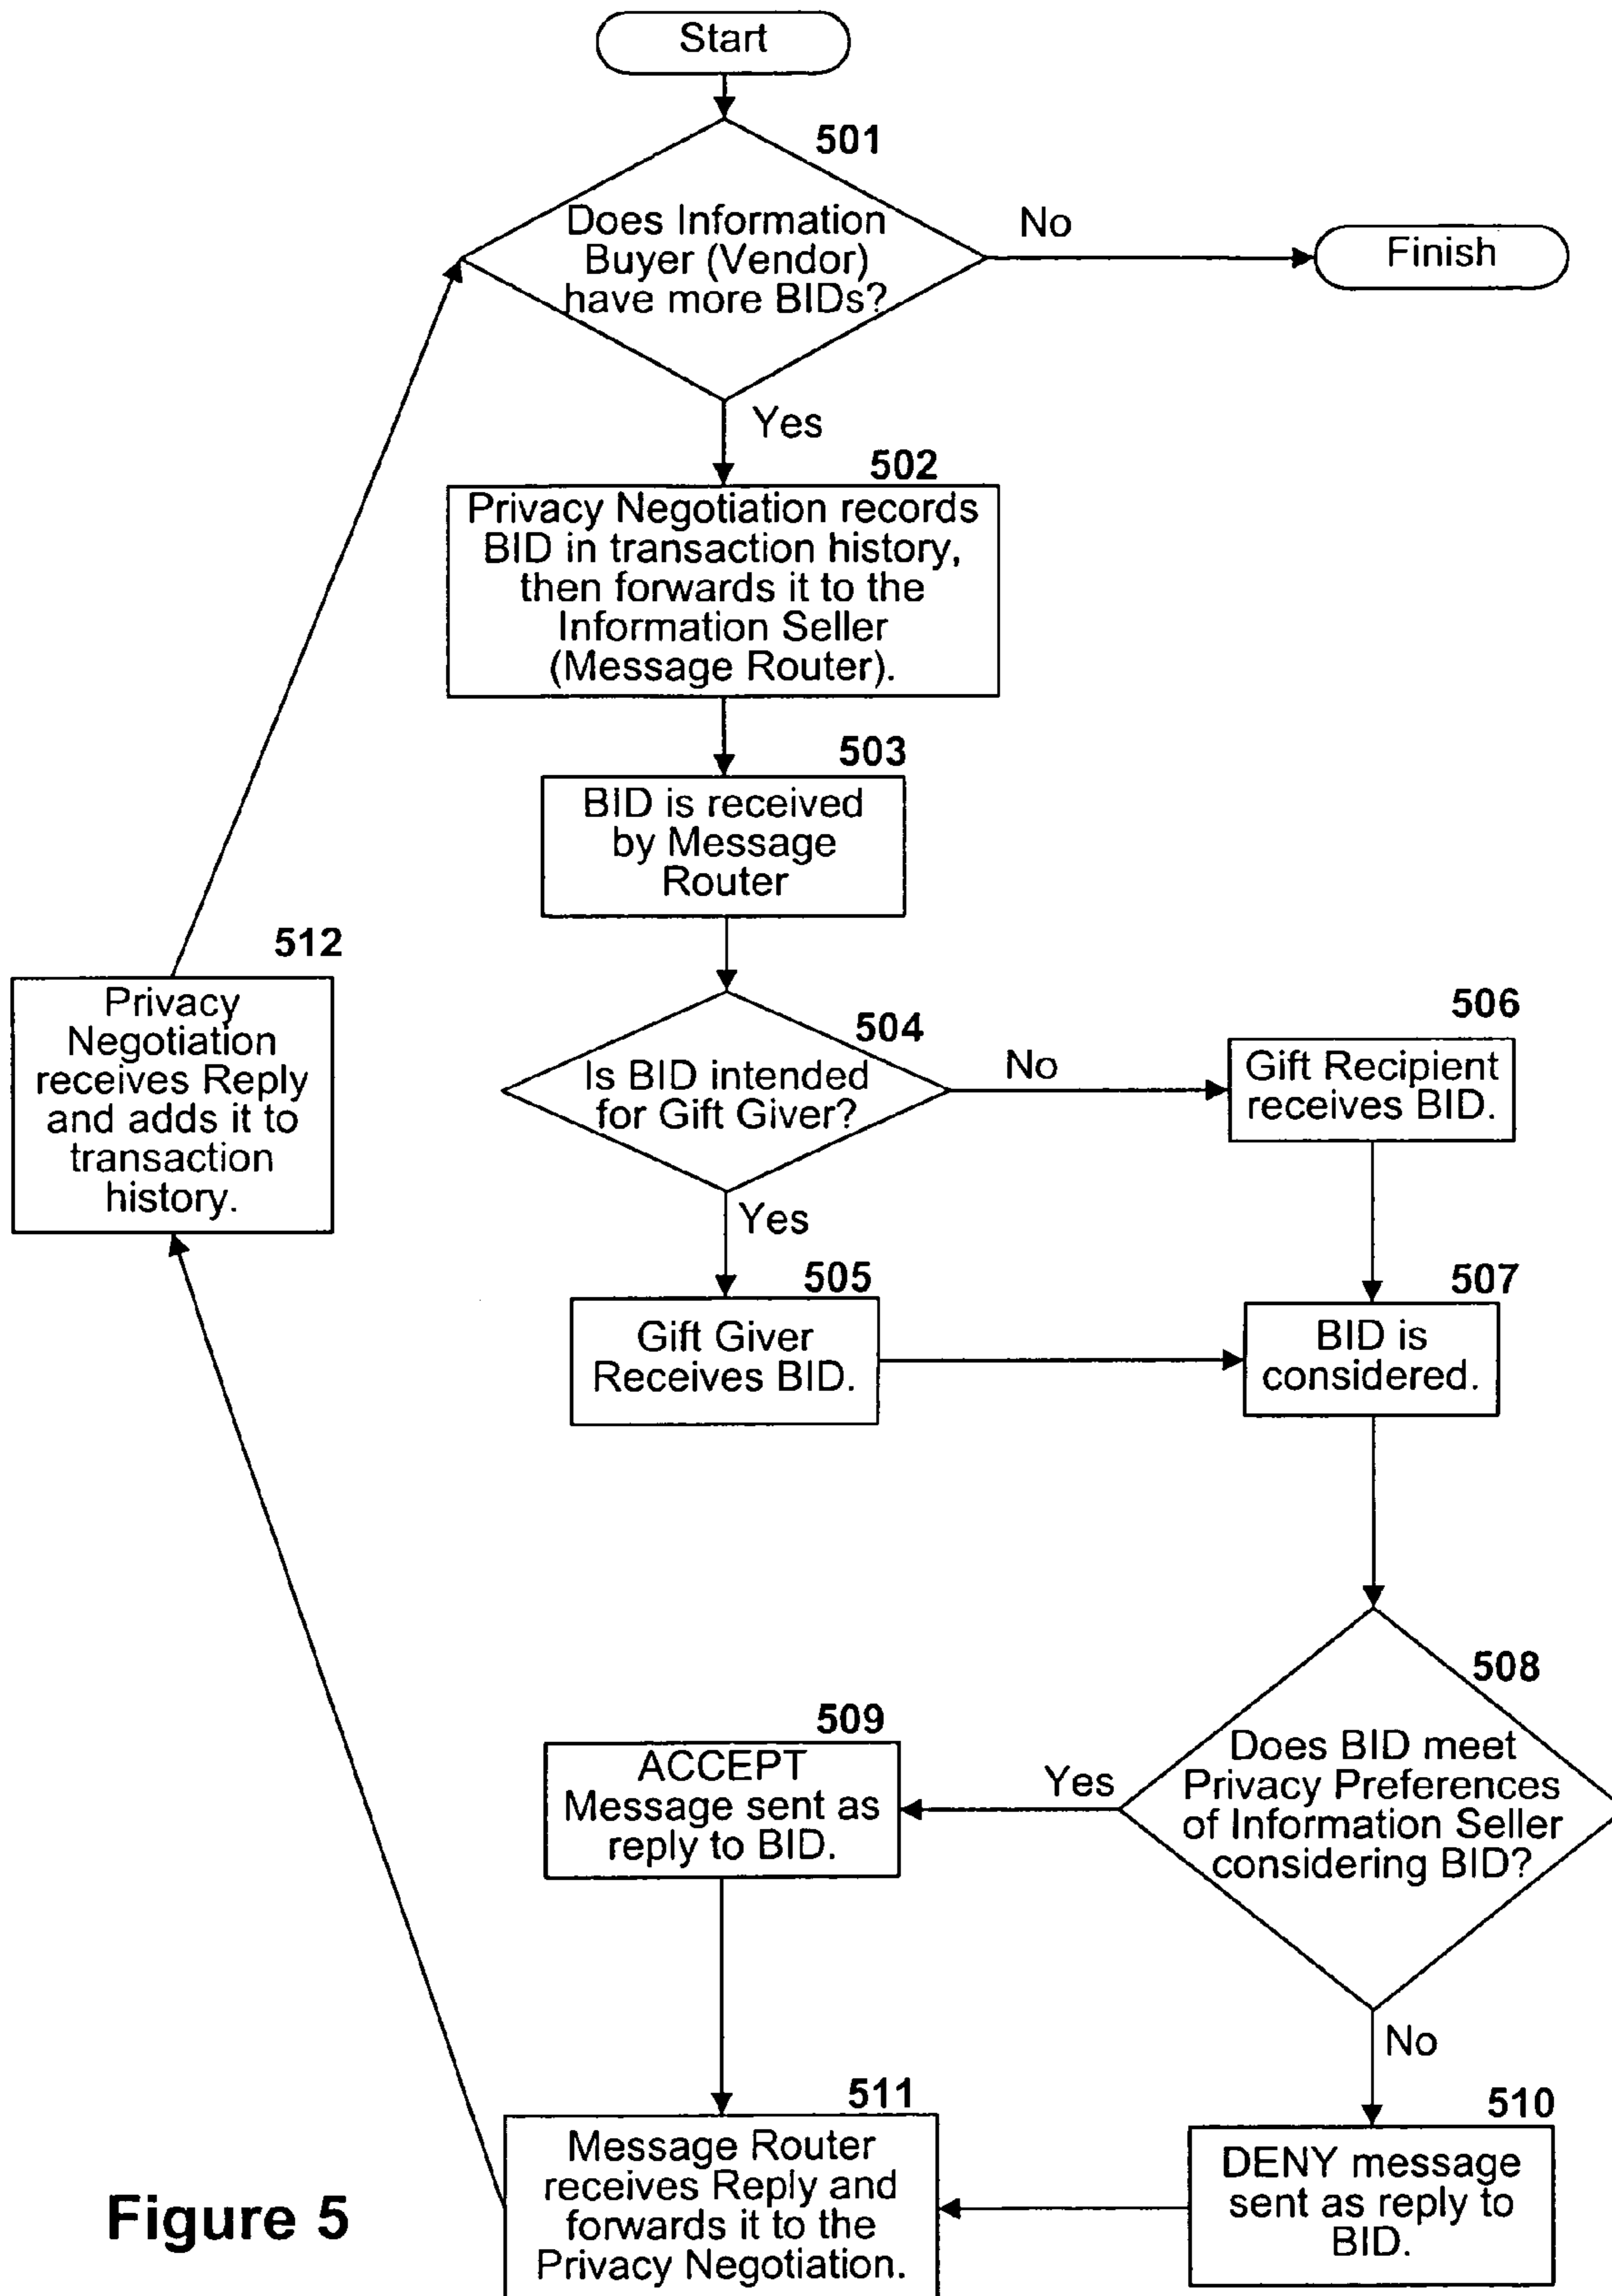 Start
501
Does Information
Buyer (Vendor)
have more BIDs?
No
Finish
Yes
502
Privacy Negotiation records
BID in transaction history,
then forwards it to the
Information Seller
(Message Router).
503
BID is received
by Message
Router
512
Privacy
Negotiation
receives Reply
and adds it to
transaction
history.
504
Is BID intended
for Gift Giver?
No
506
Gift Recipient
receives BID.
Yes
505
Gift Giver
Receives BID.
507
BID is
considered.
508
Does BID meet
Privacy Preferences
of Information Seller
considering BID?
Yes
509
ACCEPT
Message sent as
reply to BID.
No
511
Message Router
receives Reply and
forwards it to the
Privacy Negotiation.
510
DENY message
sent as reply to
BID.
Figure 5